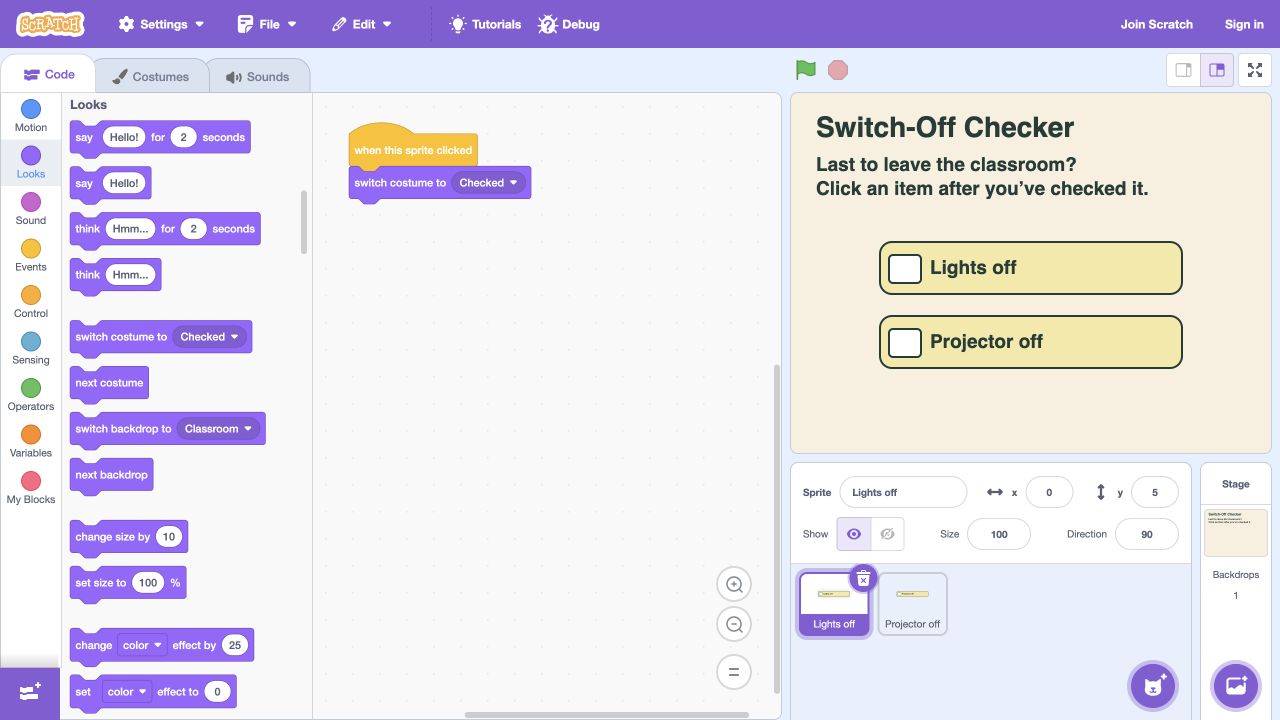 SCRATCH Settings File Edit Tutorials Debug Join Scratch Sign in
Code Costumes Sounds
Motion
Looks
Sound
Events
Control
Sensing
Operators
Variables
My Blocks
Looks
say Hello! for 2 seconds
say Hello!
think Hmm... for 2 seconds
think Hmm...
switch costume to Checked
next costume
switch backdrop to Classroom
next backdrop
change size by 10
set size to 100 %
change color effect by 25
set color effect to 0
when this sprite clicked
switch costume to Checked
Switch-Off Checker
Last to leave the classroom?
Click an item after you’ve checked it.
Lights off
Projector off
Sprite Lights off x 0 y 5
Show Size 100 Direction 90
Lights off
Projector off
Stage
Switch-Off Checker
Backdrops
1